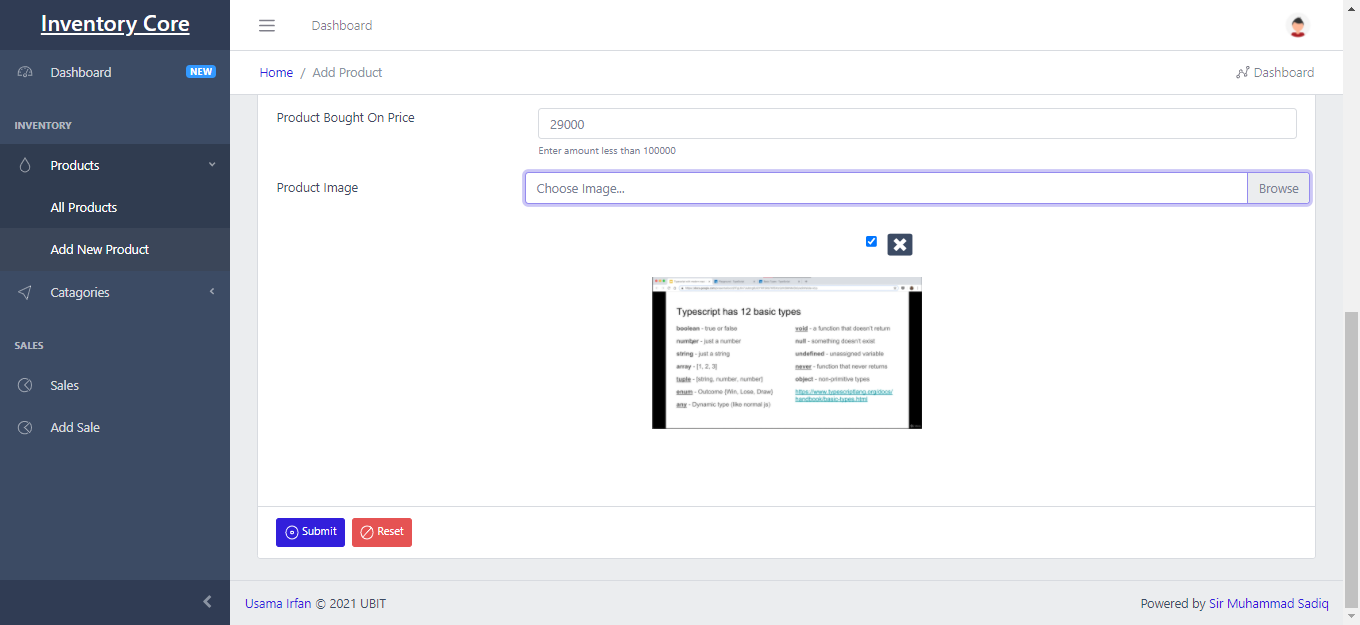 Inventory Core
Dashboard
Dashboard NEW
Home / Add Product
Dashboard
INVENTORY
Products
All Products
Add New Product
Catagories
SALES
Sales
Add Sale
Product Bought On Price
29000
Enter amount less than 100000
Product Image
Choose Image...
Browse
Typescript has 12 basic types
boolean - true or false
number - just a number
string - just a string
array - [1, 2, 3]
tuple - [string, number, number]
enum - Outcome {Win, Lose, Draw}
any - Dynamic type (like normal js)
void - a function that doesn't return
null - something doesn't exist
undefined - unassigned variable
never - function that never returns
object - non-primitive types
https://www.typescriptlang.org/docs/
handbook/basic-types.html
Submit
Reset
Usama Irfan © 2021 UBIT
Powered by Sir Muhammad Sadiq